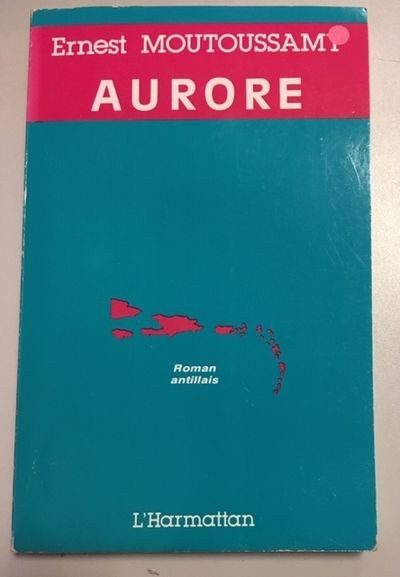 Ernest MOUTOUSSAMY
AURORE
Roman
antillais
L'Harmattan